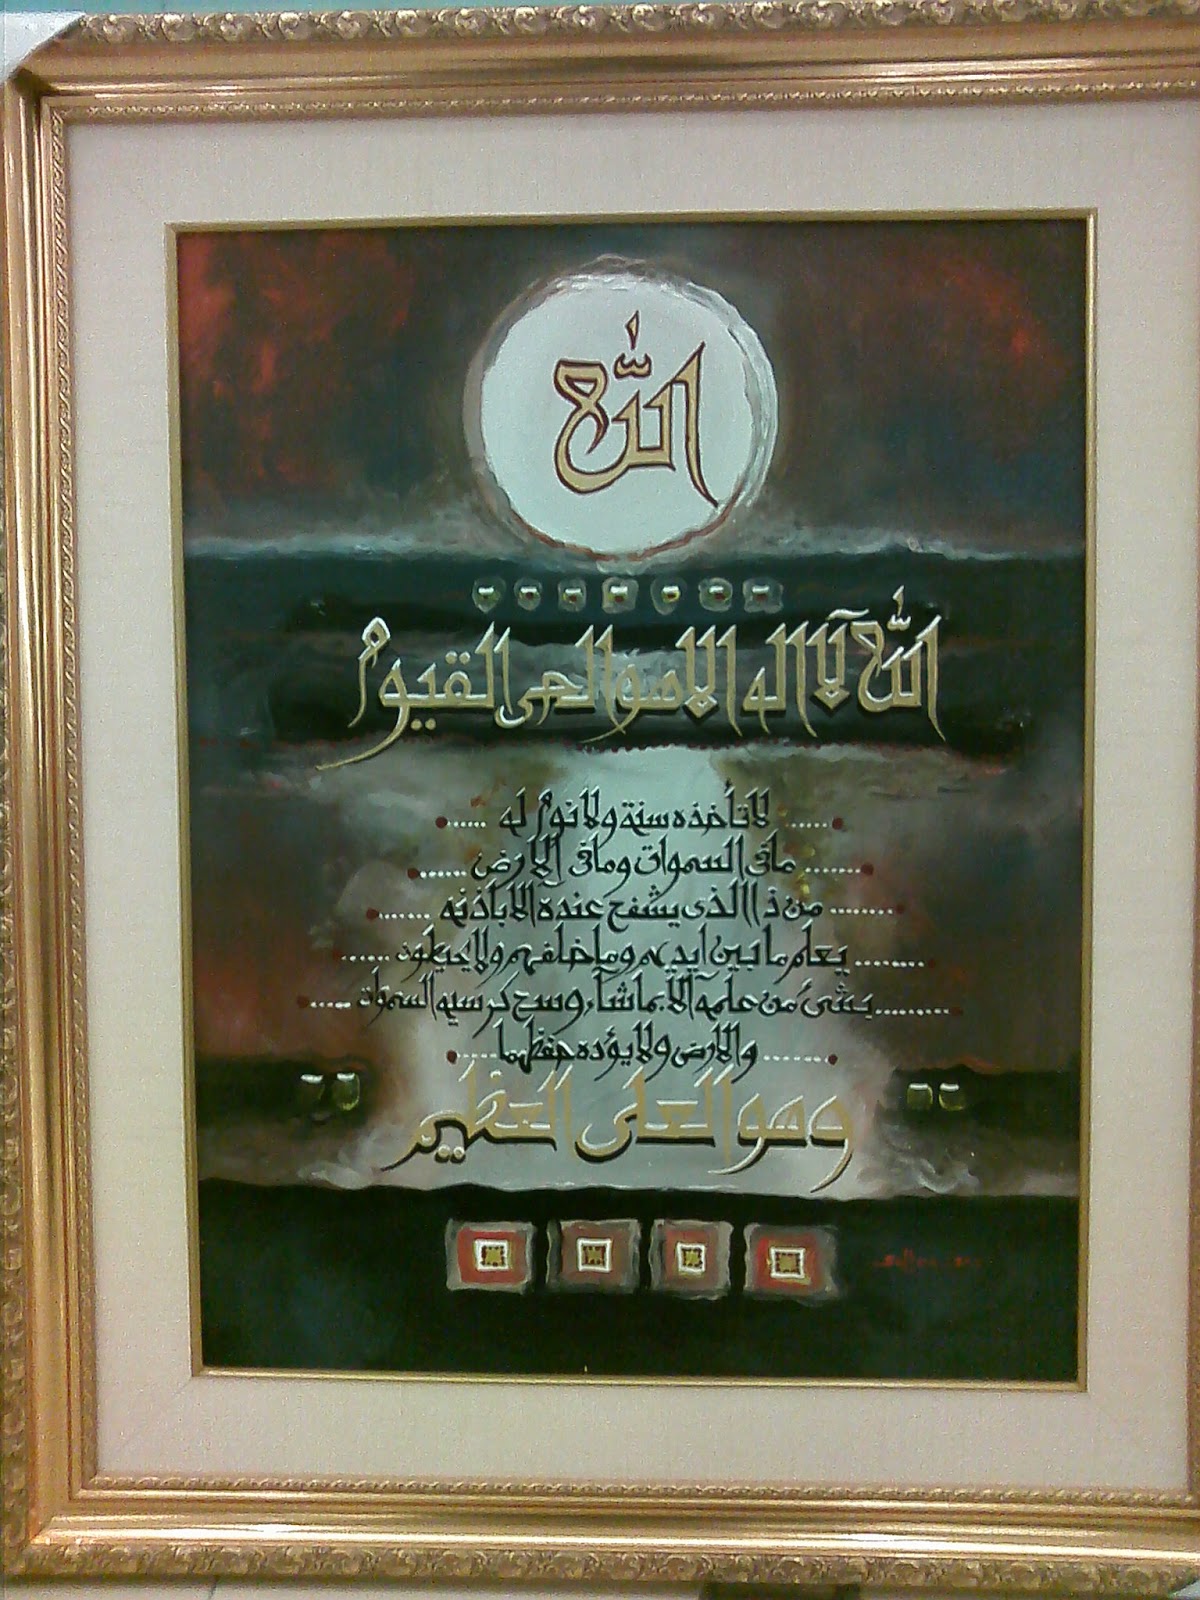 الله
الله لا اله الا هو الحي القيوم
لا تأخذه سنة ولا نوم له
ما في السموات وما في الارض
من ذا الذي يشفع عنده الا باذنه
يعلم ما بين ايديهم وما خلفهم ولا يحيطون
بشيء من علمه الا بما شاء وسع كرسيه السموات
والارض ولا يؤده حفظهما
وهو العلي العظيم